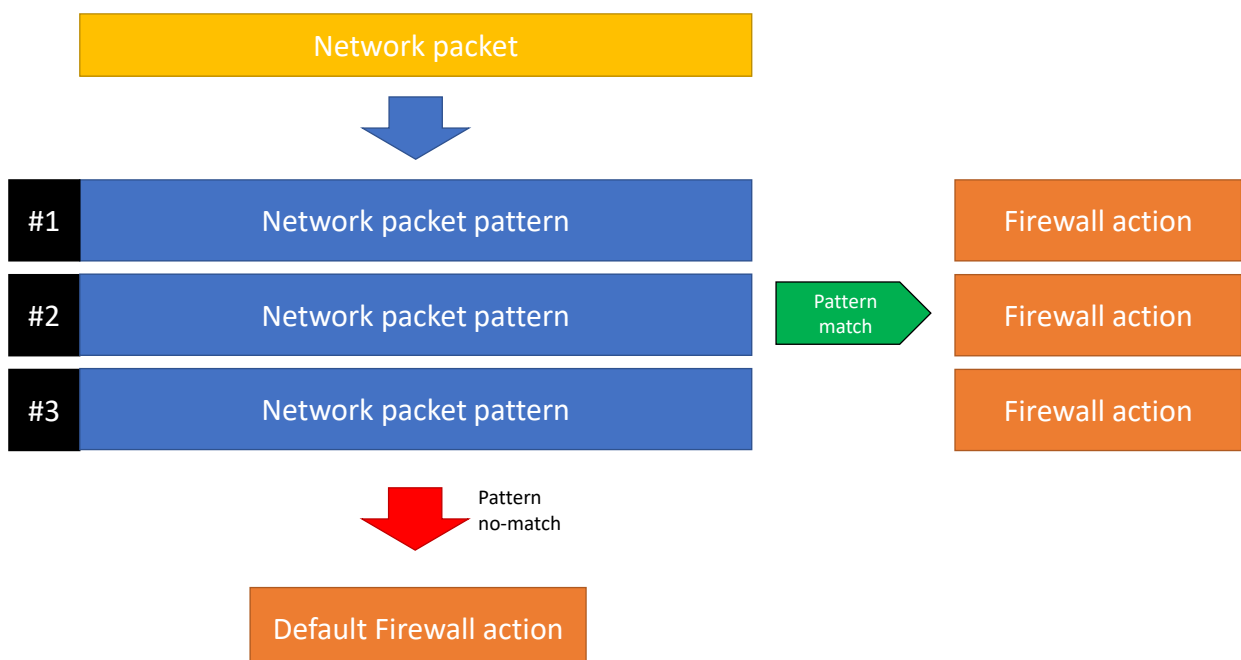 Network packet
#1
Network packet pattern
Firewall action
#2
Network packet pattern
Pattern
match
Firewall action
#3
Network packet pattern
Firewall action
Pattern
no-match
Default Firewall action